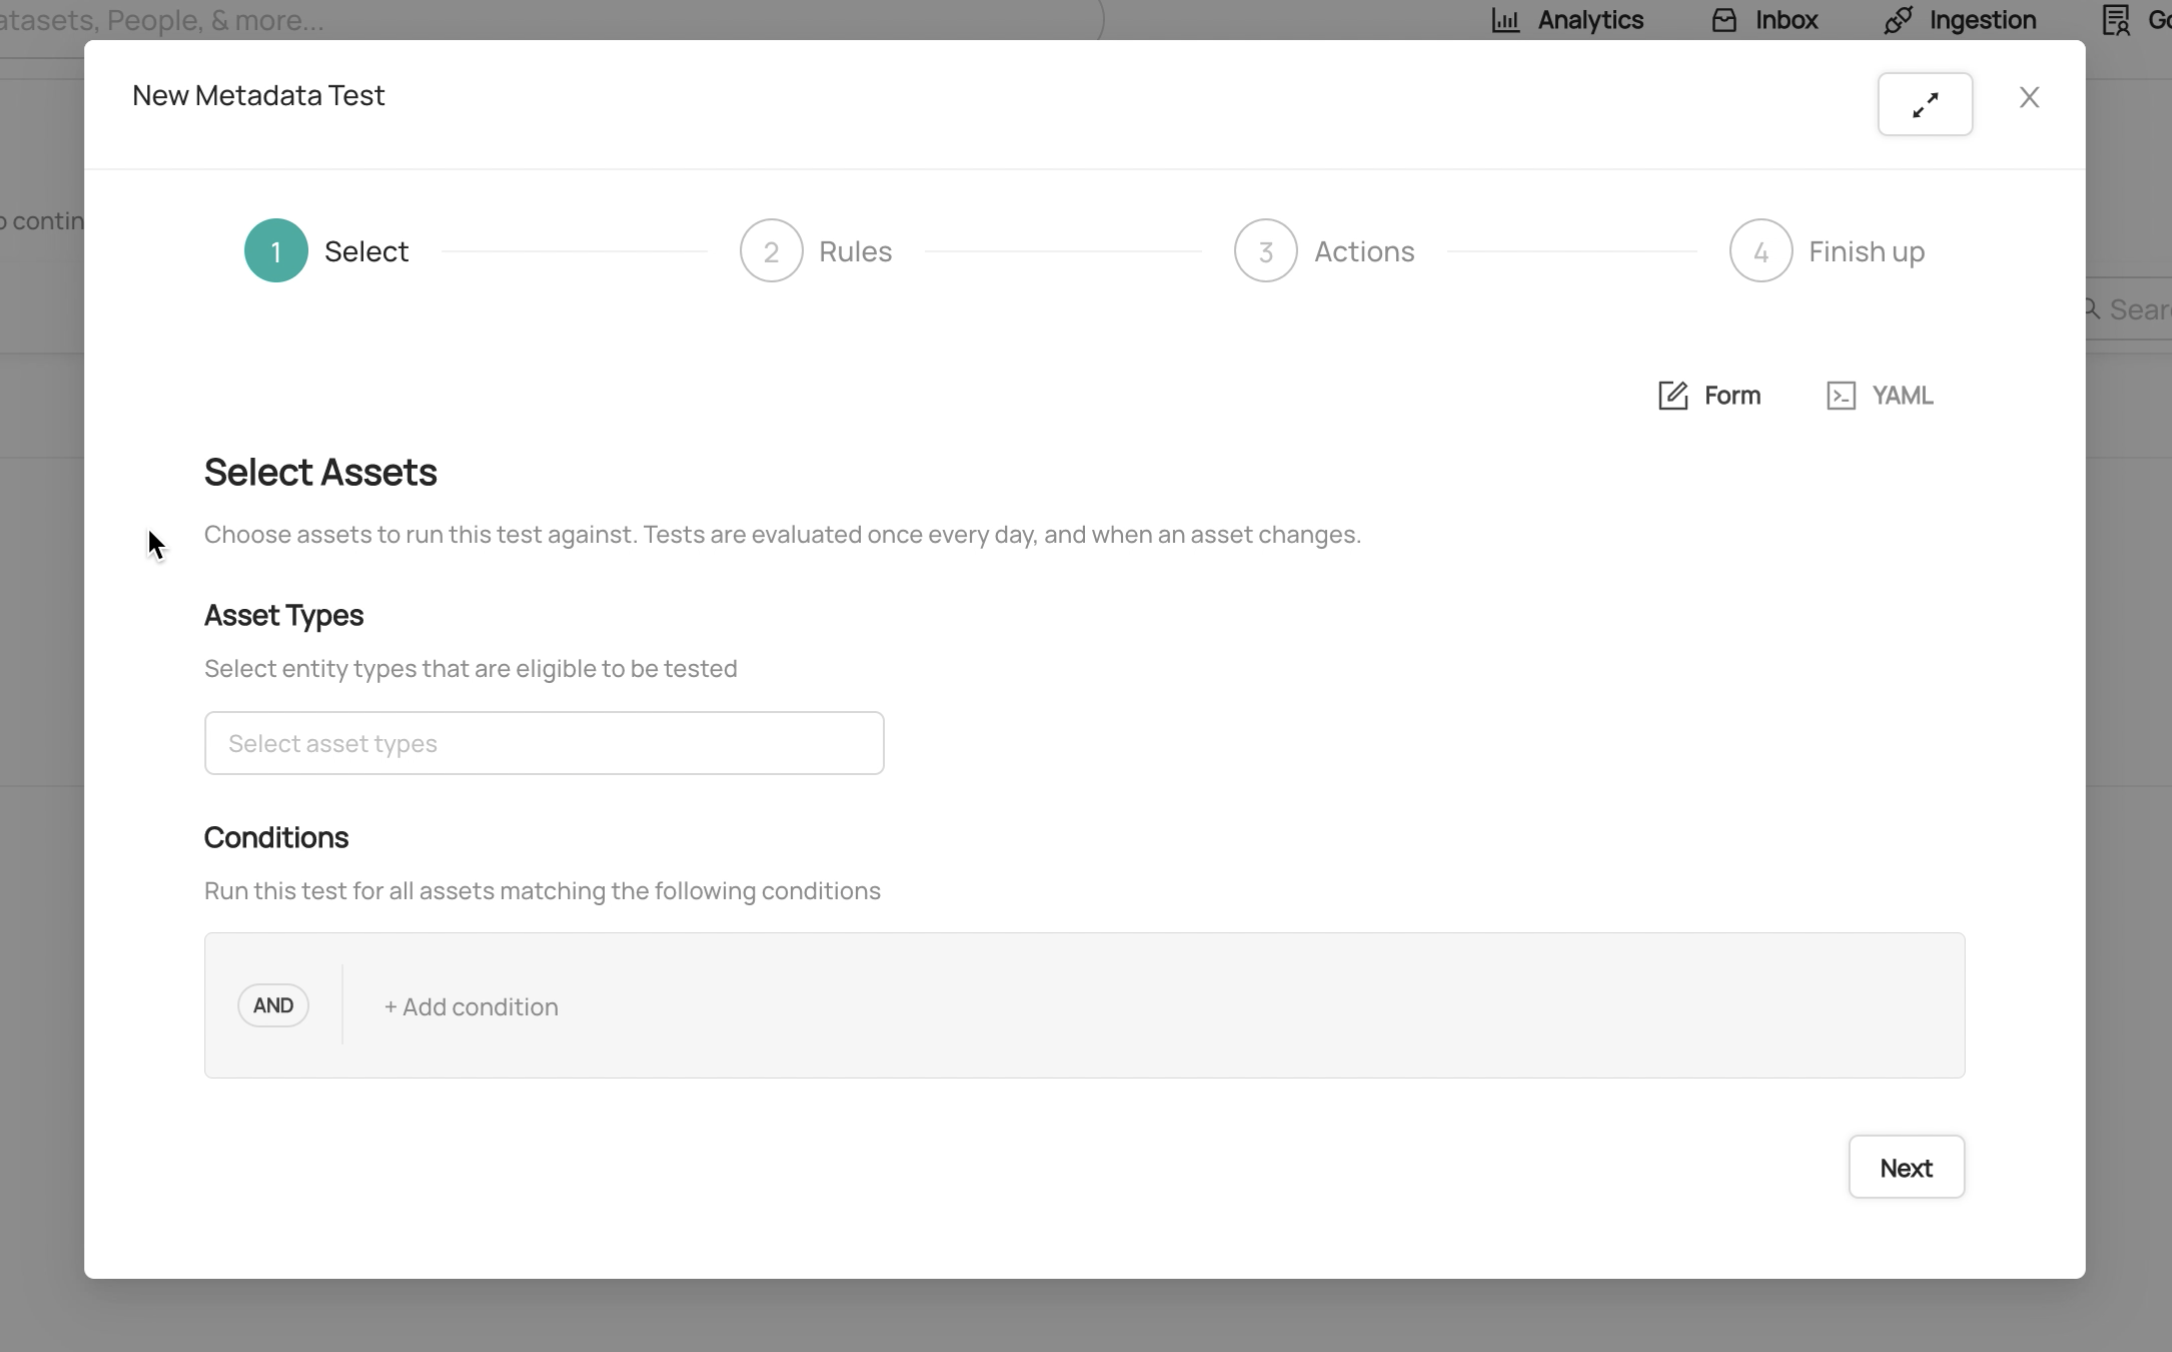 atasets, People, & more...
Analytics
Inbox
Ingestion
New Metadata Test
X
1 Select
2 Rules
3 Actions
4 Finish up
Form
YAML
Select Assets
Choose assets to run this test against. Tests are evaluated once every day, and when an asset changes.
Asset Types
Select entity types that are eligible to be tested
Select asset types
Conditions
Run this test for all assets matching the following conditions
AND
+ Add condition
Next